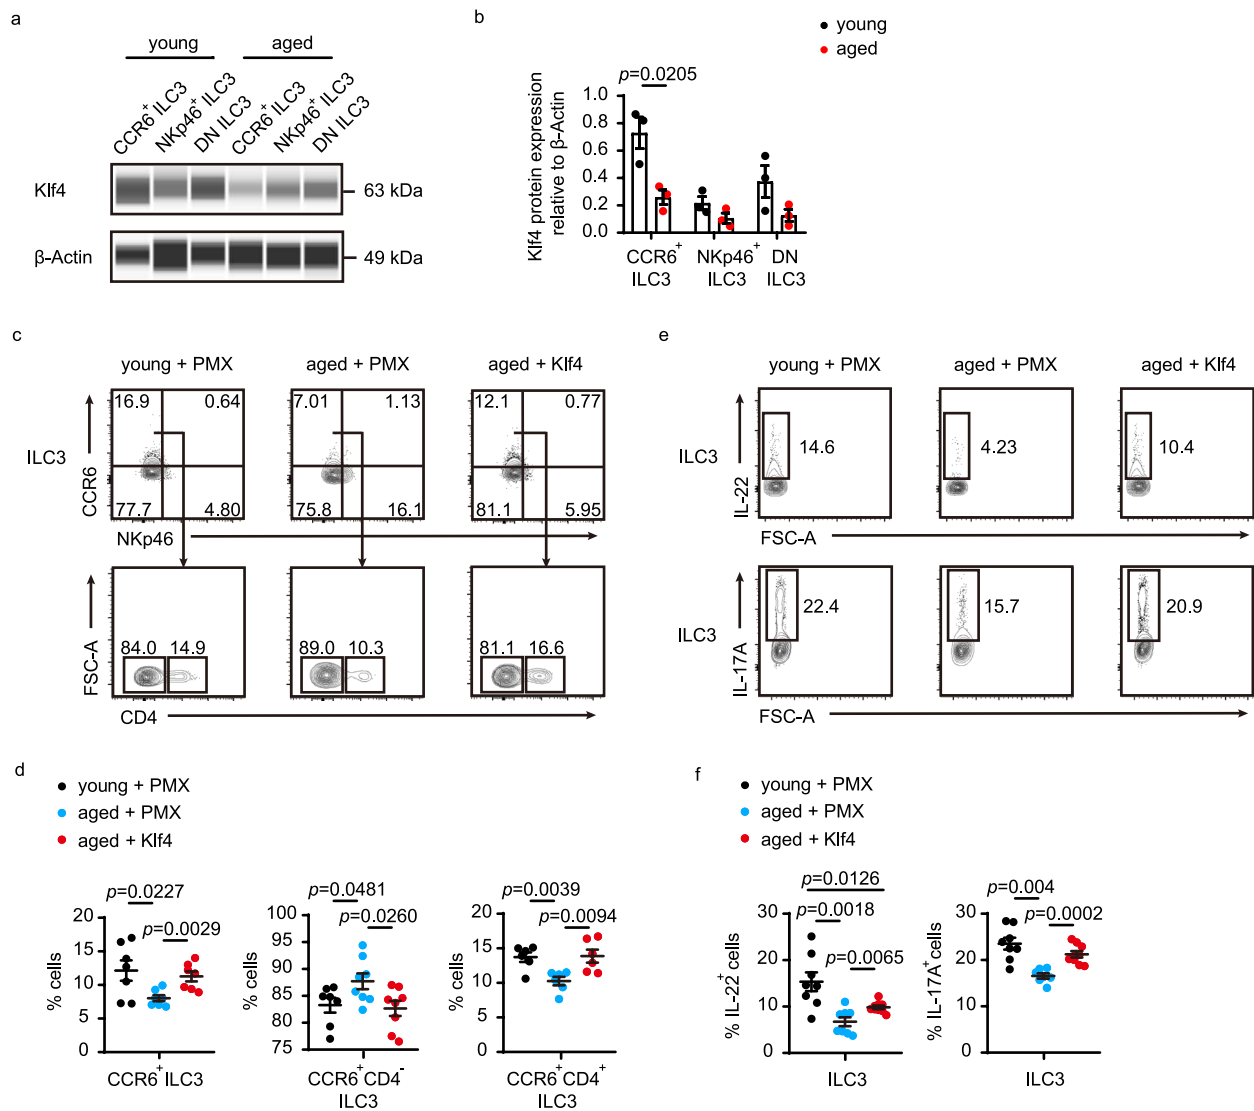 a
young aged
CCR6+ ILC3
NKp46+ ILC3
DN ILC3
CCR6+ ILC3
NKp46+ ILC3
DN ILC3
Klf4
63 kDa
β-Actin
49 kDa
b
young
aged
p=0.0205
Klf4 protein expression
relative to β-Actin
1.0
0.8
0.6
0.4
0.2
0.0
CCR6+ NKp46+ DN
ILC3 ILC3 ILC3
c
young + PMX aged + PMX aged + Klf4
ILC3
CCR6
16.9 0.64 7.01 1.13 12.1 0.77
77.7 4.80 75.8 16.1 81.1 5.95
NKp46
FSC-A
84.0 14.9 89.0 10.3 81.1 16.6
CD4
d
young + PMX
aged + PMX
aged + Klf4
p=0.0227
p=0.0029
% cells
20
15
10
5
0
CCR6+ ILC3
p=0.0481
p=0.0260
% cells
100
95
90
85
80
75
CCR6+ CD4-
ILC3
p=0.0039
p=0.0094
% cells
20
15
10
5
0
CCR6+ CD4+
ILC3
e
young + PMX aged + PMX aged + Klf4
ILC3
IL-22
14.6 4.23 10.4
FSC-A
ILC3
IL-17A
22.4 15.7 20.9
FSC-A
f
young + PMX
aged + PMX
aged + Klf4
p=0.0126
p=0.0018
p=0.0065
% IL-22+ cells
30
20
10
0
ILC3
p=0.004
p=0.0002
% IL-17A+ cells
30
20
10
0
ILC3